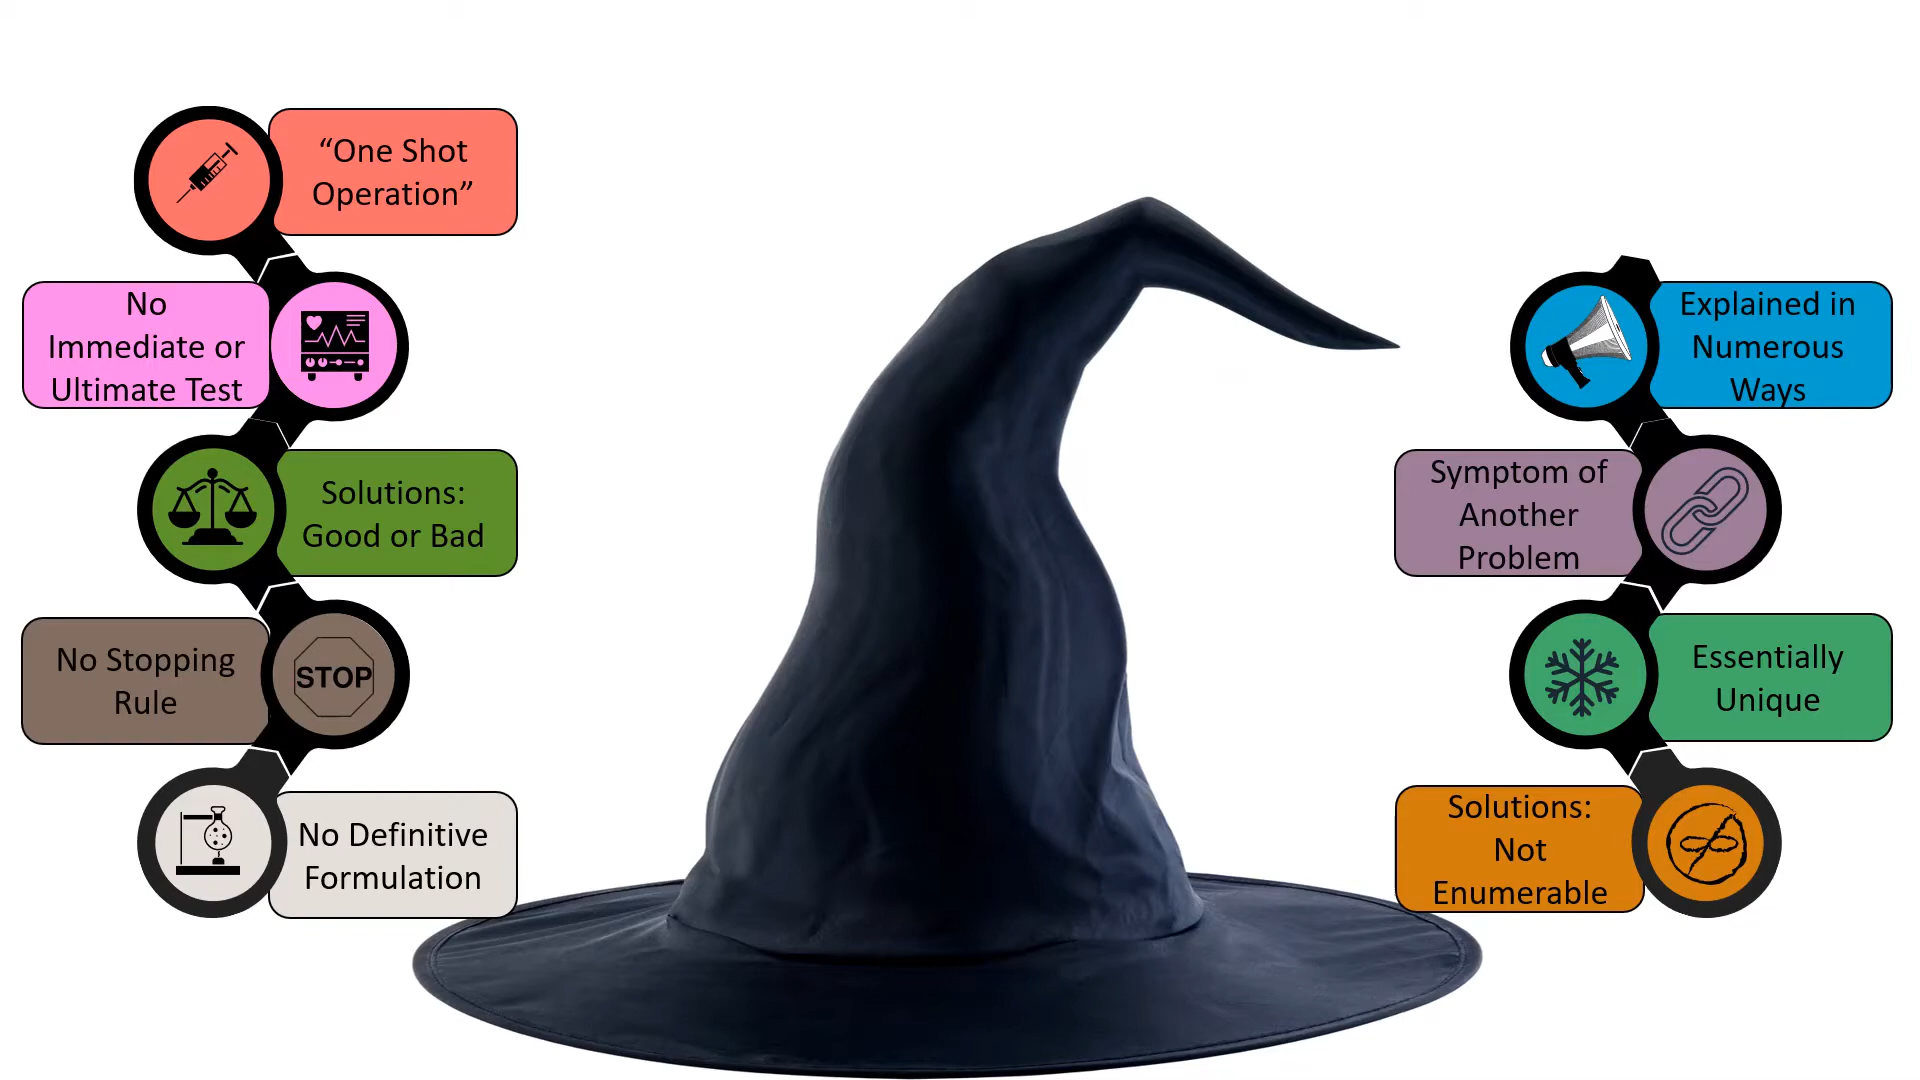 “One Shot
Operation”
No
Immediate or
Ultimate Test
Solutions:
Good or Bad
No Stopping
Rule
STOP
No Definitive
Formulation
Explained in
Numerous
Ways
Symptom of
Another
Problem
Essentially
Unique
Solutions:
Not
Enumerable